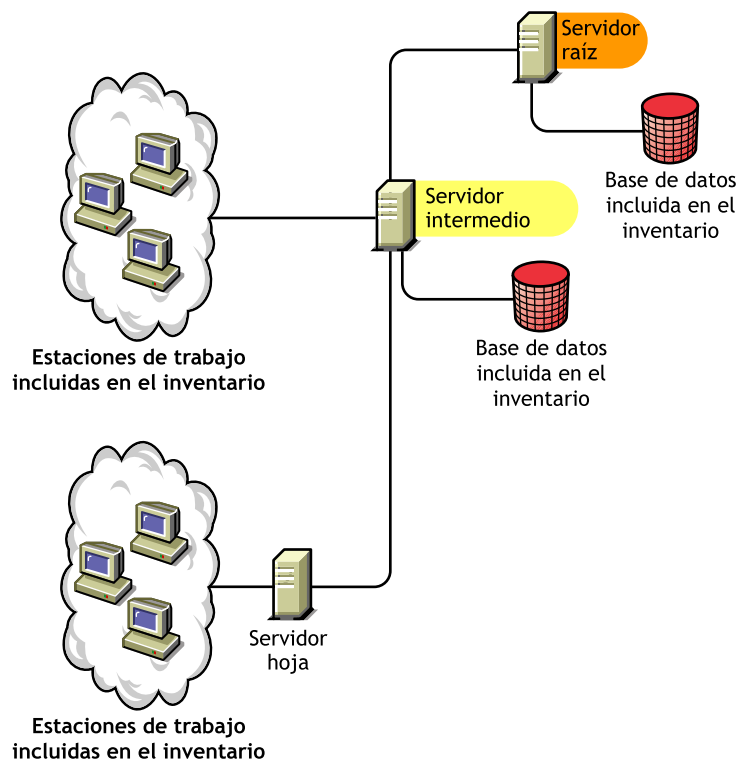 Servidor
raíz
Base de datos
incluida en el
inventario
Servidor
intermedio
Base de datos
incluida en el
inventario
Estaciones de trabajo
incluidas en el inventario
Servidor
hoja
Estaciones de trabajo
incluidas en el inventario